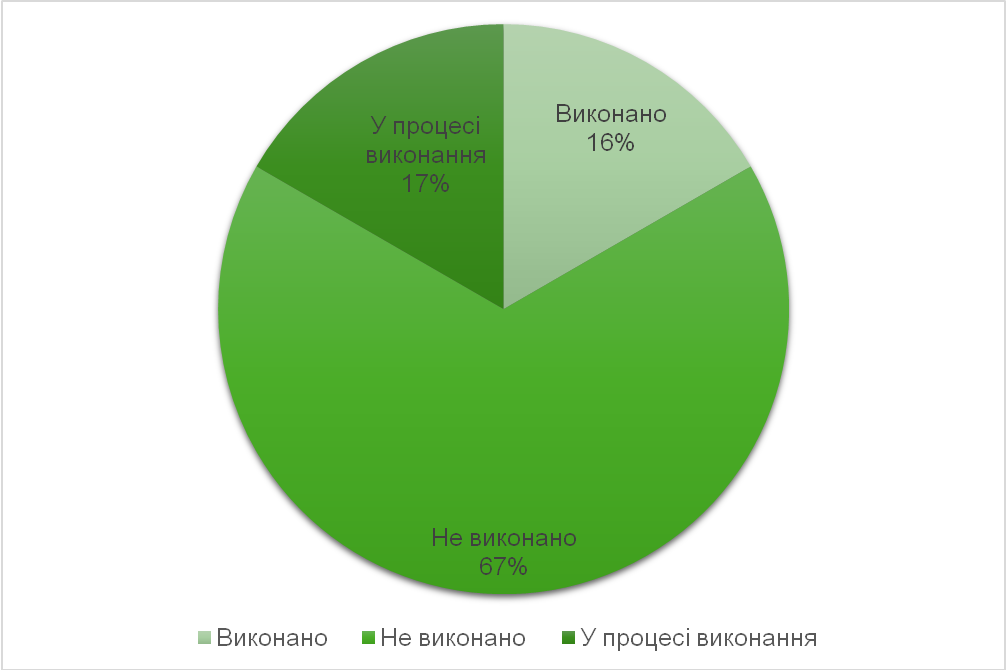 Виконано
16%
У процесі
виконання
17%
Не виконано
67%
Виконано
Не виконано
У процесі виконання